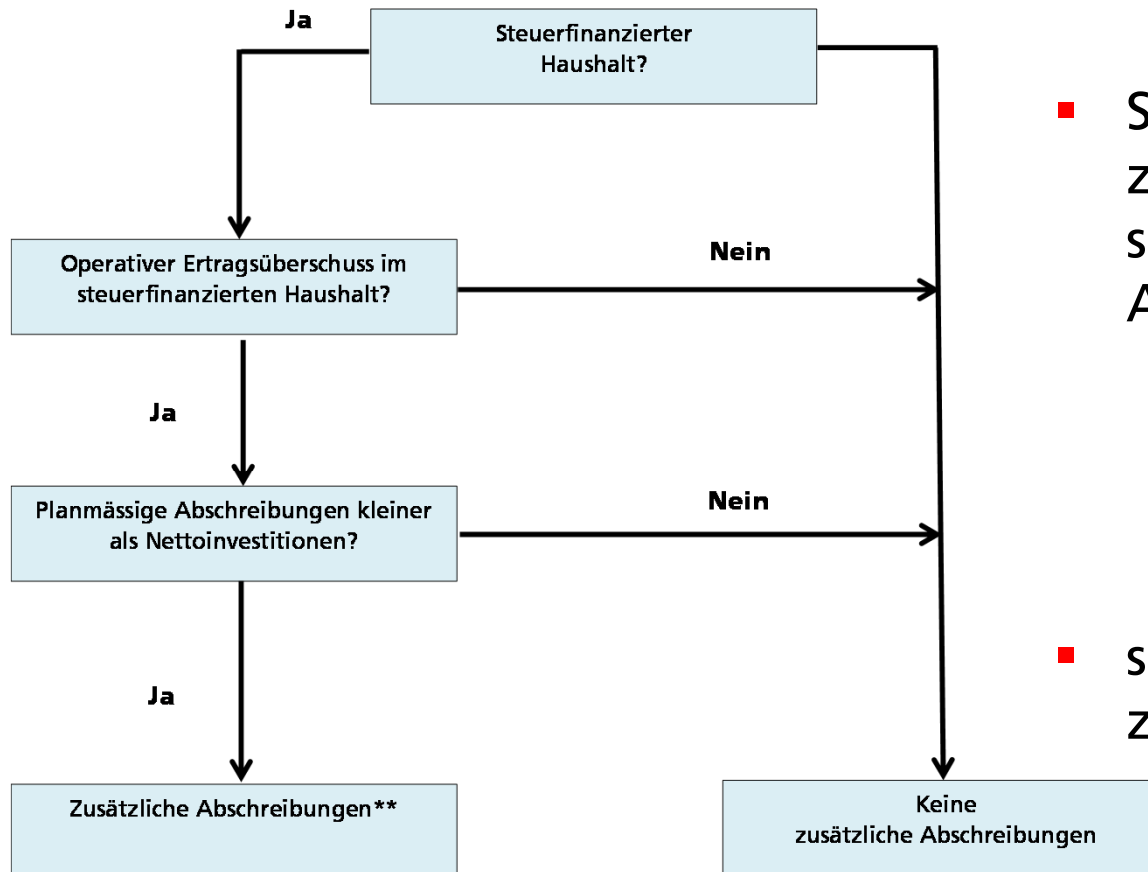 Ja
Steuerfinanzierter
Haushalt?
Operativer Ertragsüberschuss im
steuerfinanzierten Haushalt?
Nein
Ja
Planmässige Abschreibungen kleiner
als Nettoinvestitionen?
Nein
Ja
Zusätzliche Abschreibungen**
Keine
zusätzliche Abschreibungen